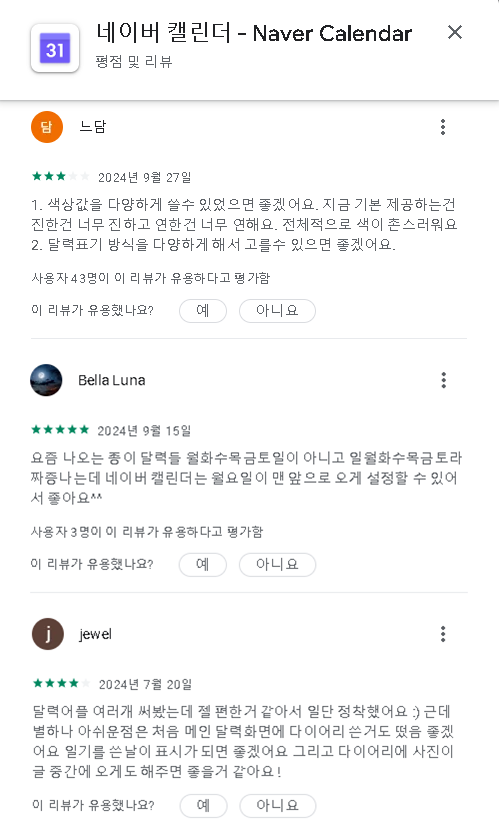 네이버 캘린더 - Naver Calendar
31
평점 및 리뷰
담
느담
2024년 9월 27일
1. 색상값을 다양하게 쓸수 있었으면 좋겠어요. 지금 기본 제공하는건
진한건 너무 진하고 연한건 너무 연해요. 전체적으로 색이 촌스러워요
2. 달력표기 방식을 다양하게 해서 고를수 있으면 좋겠어요.
사용자 43명이 이 리뷰가 유용하다고 평가함
이 리뷰가 유용했나요? 예 아니요
Bella Luna
2024년 9월 15일
요즘 나오는 종이 달력들 월화수목금토일이 아니고 일월화수목금토라
짜증나는데 네이버 캘린더는 월요일이 맨 앞으로 오게 설정할 수 있어
서 좋아요^^
사용자 3명이 이 리뷰가 유용하다고 평가함
이 리뷰가 유용했나요? 예 아니요
j
jewel
2024년 7월 20일
달력어플 여러개 써봤는데 젤 편한거 같아서 일단 정착했어요 :) 근데
별하나 아쉬운점은 처음 메인 달력화면에 다이어리 쓴거도 떴음 좋겠
어요 일기를 쓴날이 표시가 되면 좋겠어요 그리고 다이어리에 사진이
글 중간에 오게도 해주면 좋을거 같아요!
이 리뷰가 유용했나요? 예 아니요